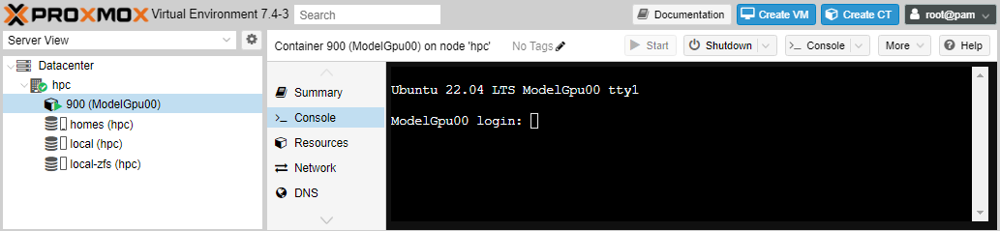 PROXMOX Virtual Environment 7.4-3 Search Documentation Create VM Create CT root@pam
Server View
Container 900 (ModelGpu00) on node 'hpc' No Tags Start Shutdown Console More Help
Datacenter
hpc
900 (ModelGpu00)
homes (hpc)
local (hpc)
local-zfs (hpc)
Summary
Console
Resources
Network
DNS
Ubuntu 22.04 LTS ModelGpu00 tty1
ModelGpu00 login: